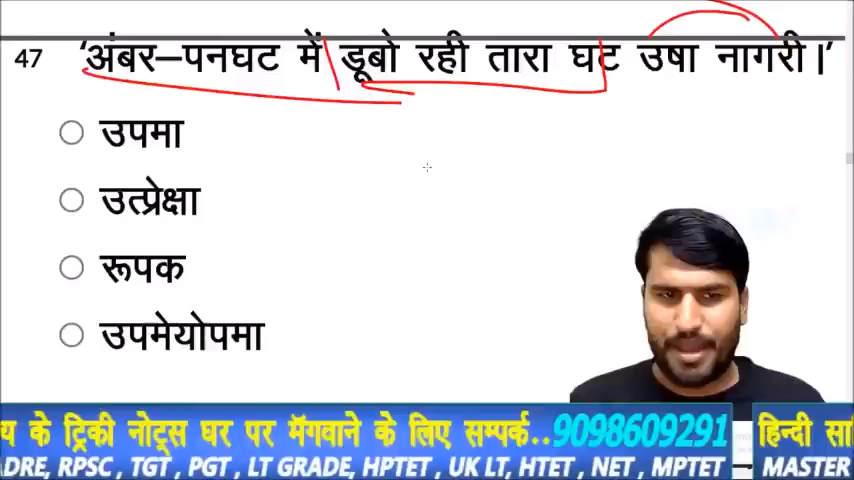 47 'अंबर–पनघट में डूबो रही तारा घट उषा नागरी।'
उपमा
उत्प्रेक्षा
रूपक
उपमेयोपमा
य के ट्रिकी नोट्स घर पर मॅगवाने के लिए सम्पर्क..9098609291 हिन्दी सा
ADRE, RPSC , TGT , PGT , LT GRADE, HPTET , UK LT, HTET , NET , MPTET MASTER